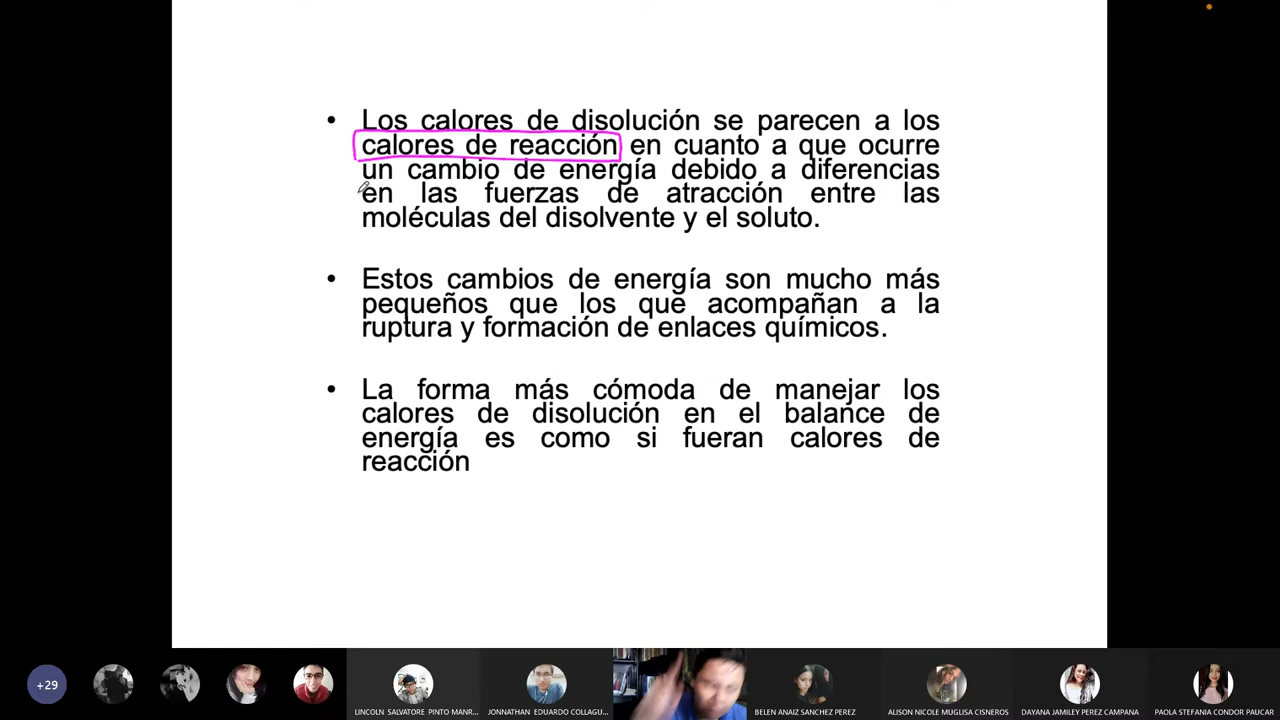 • Los calores de disolución se parecen a los
calores de reacción en cuanto a que ocurre
un cambio de energía debido a diferencias
en las fuerzas de atracción entre las
moléculas del disolvente y el soluto.
• Estos cambios de energía son mucho más
pequeños que los que acompañan a la
ruptura y formación de enlaces químicos.
• La forma más cómoda de manejar los
calores de disolución en el balance de
energía es como si fueran calores de
reacción
+29
LINCOLN_SALVATORE PINTO MANR...
JONNATHAN EDUARDO COLLAGU...
BELEN ANAIZ SANCHEZ PEREZ
ALISON NICOLE MUGLISA CISNEROS
DAYANA JAMILEY PEREZ CAMPANA
PAOLA STEFANIA CONDOR PAUCAR